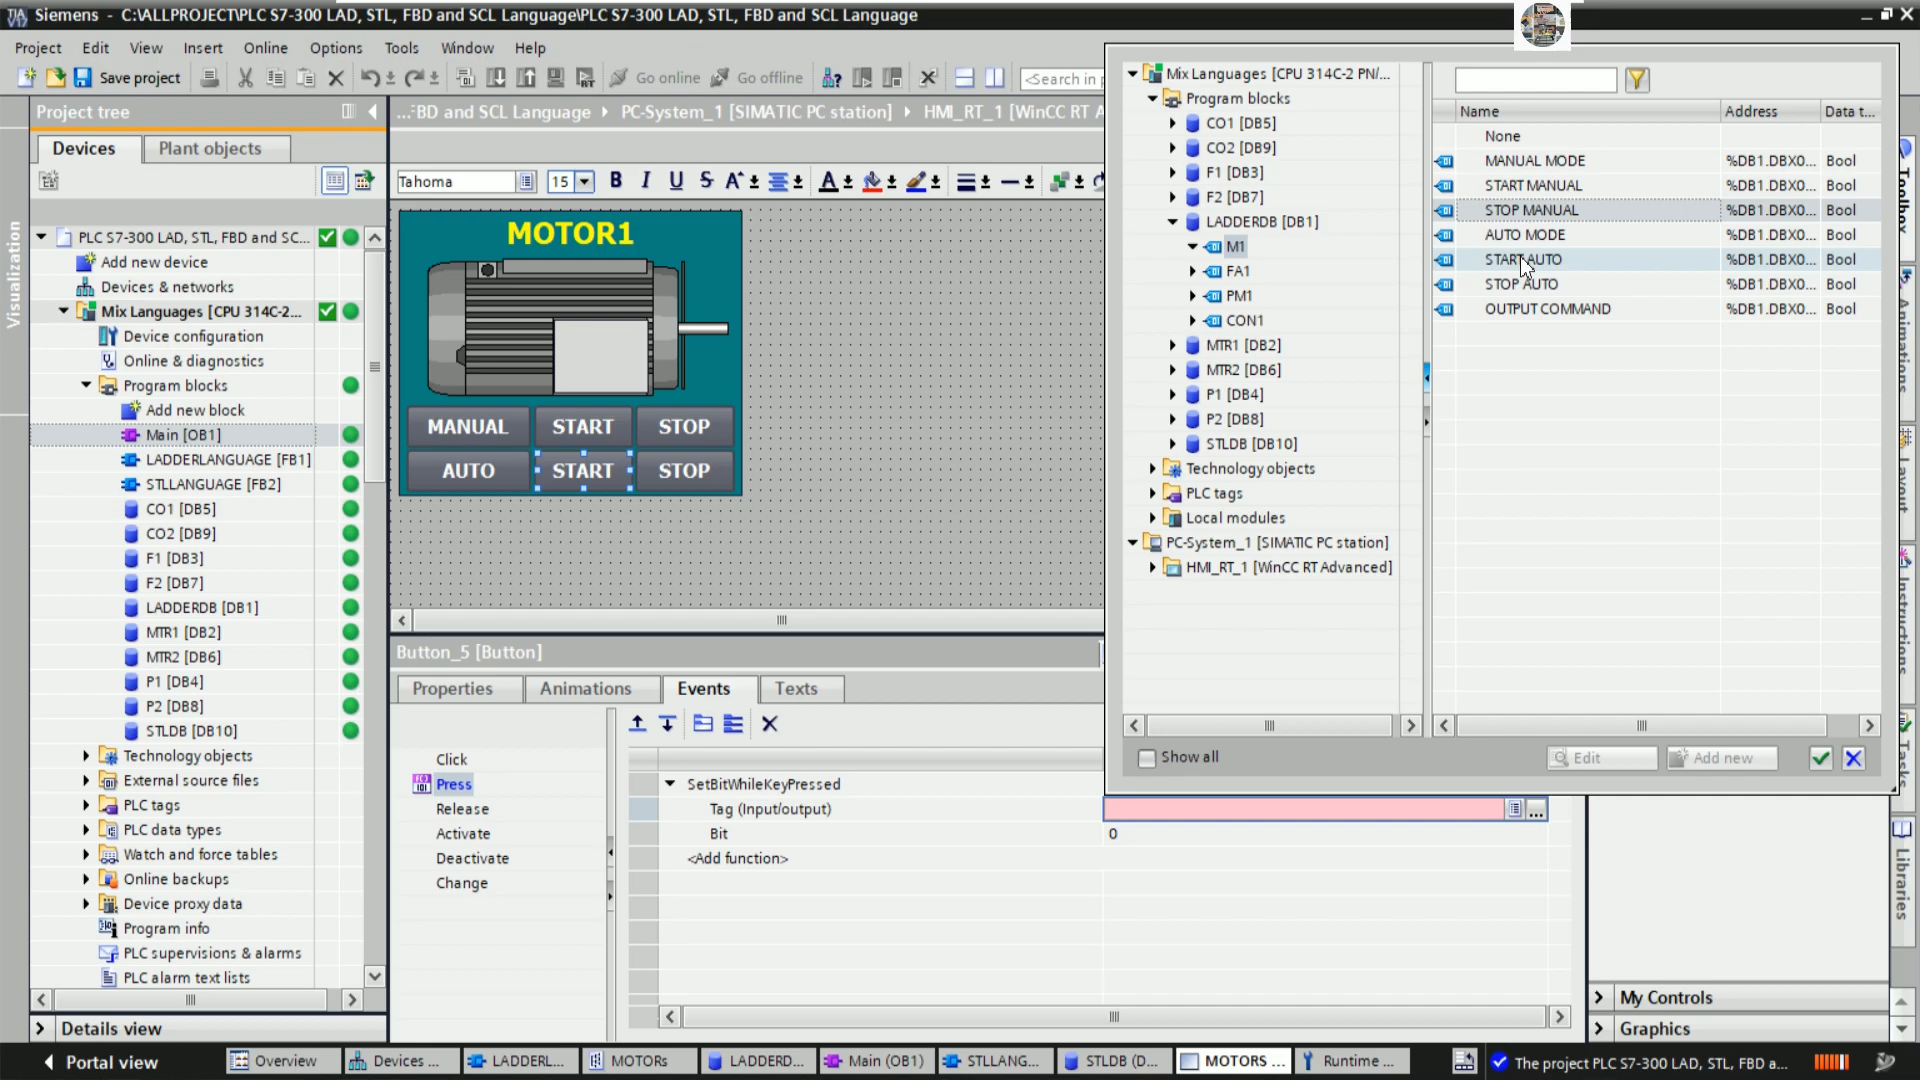 Siemens - C:\ALLPROJECT\PLC S7-300 LAD, STL, FBD and SCL Language\PLC S7-300 LAD, STL, FBD and SCL Language
Project Edit View Insert Online Options Tools Window Help
Save project
Go online
Go offline
<Search in p
Project tree
Devices
Plant objects
Visualization
PLC S7-300 LAD, STL, FBD and SC...
Add new device
Devices & networks
Mix Languages [CPU 314C-2...
Device configuration
Online & diagnostics
Program blocks
Add new block
Main [OB1]
LADDERLANGUAGE [FB1]
STLLANGUAGE [FB2]
CO1 [DB5]
CO2 [DB9]
F1 [DB3]
F2 [DB7]
LADDERDB [DB1]
MTR1 [DB2]
MTR2 [DB6]
P1 [DB4]
P2 [DB8]
STLDB [DB10]
Technology objects
External source files
PLC tags
PLC data types
Watch and force tables
Online backups
Device proxy data
Program info
PLC supervisions & alarms
PLC alarm text lists
Details view
...FBD and SCL Language
PC-System_1 [SIMATIC PC station]
HMI_RT_1 [WinCC RT A
Tahoma
15
B I U S
MOTOR1
MANUAL START STOP
AUTO START STOP
Button_5 [Button]
Properties
Animations
Events
Texts
Click
Press
Release
Activate
Deactivate
Change
SetBitWhileKeyPressed
Tag (Input/output)
Bit 0
<Add function>
Mix Languages [CPU 314C-2 PN/...
Program blocks
CO1 [DB5]
CO2 [DB9]
F1 [DB3]
F2 [DB7]
LADDERDB [DB1]
M1
FA1
PM1
CON1
MTR1 [DB2]
MTR2 [DB6]
P1 [DB4]
P2 [DB8]
STLDB [DB10]
Technology objects
PLC tags
Local modules
PC-System_1 [SIMATIC PC station]
HMI_RT_1 [WinCC RT Advanced]
Show all
Name Address Data t...
None
MANUAL MODE %DB1.DBX0... Bool
START MANUAL %DB1.DBX0... Bool
STOP MANUAL %DB1.DBX0... Bool
AUTO MODE %DB1.DBX0... Bool
START AUTO %DB1.DBX0... Bool
STOP AUTO %DB1.DBX0... Bool
OUTPUT COMMAND %DB1.DBX0... Bool
Edit
Add new
Toolbox
Animations
Layout
Instructions
Tasks
Libraries
My Controls
Graphics
Portal view
Overview
Devices ...
LADDERL...
MOTORs
LADDERD...
Main (OB1)
STLLANG...
STLDB (D...
MOTORS ...
Runtime ...
The project PLC S7-300 LAD, STL, FBD a...